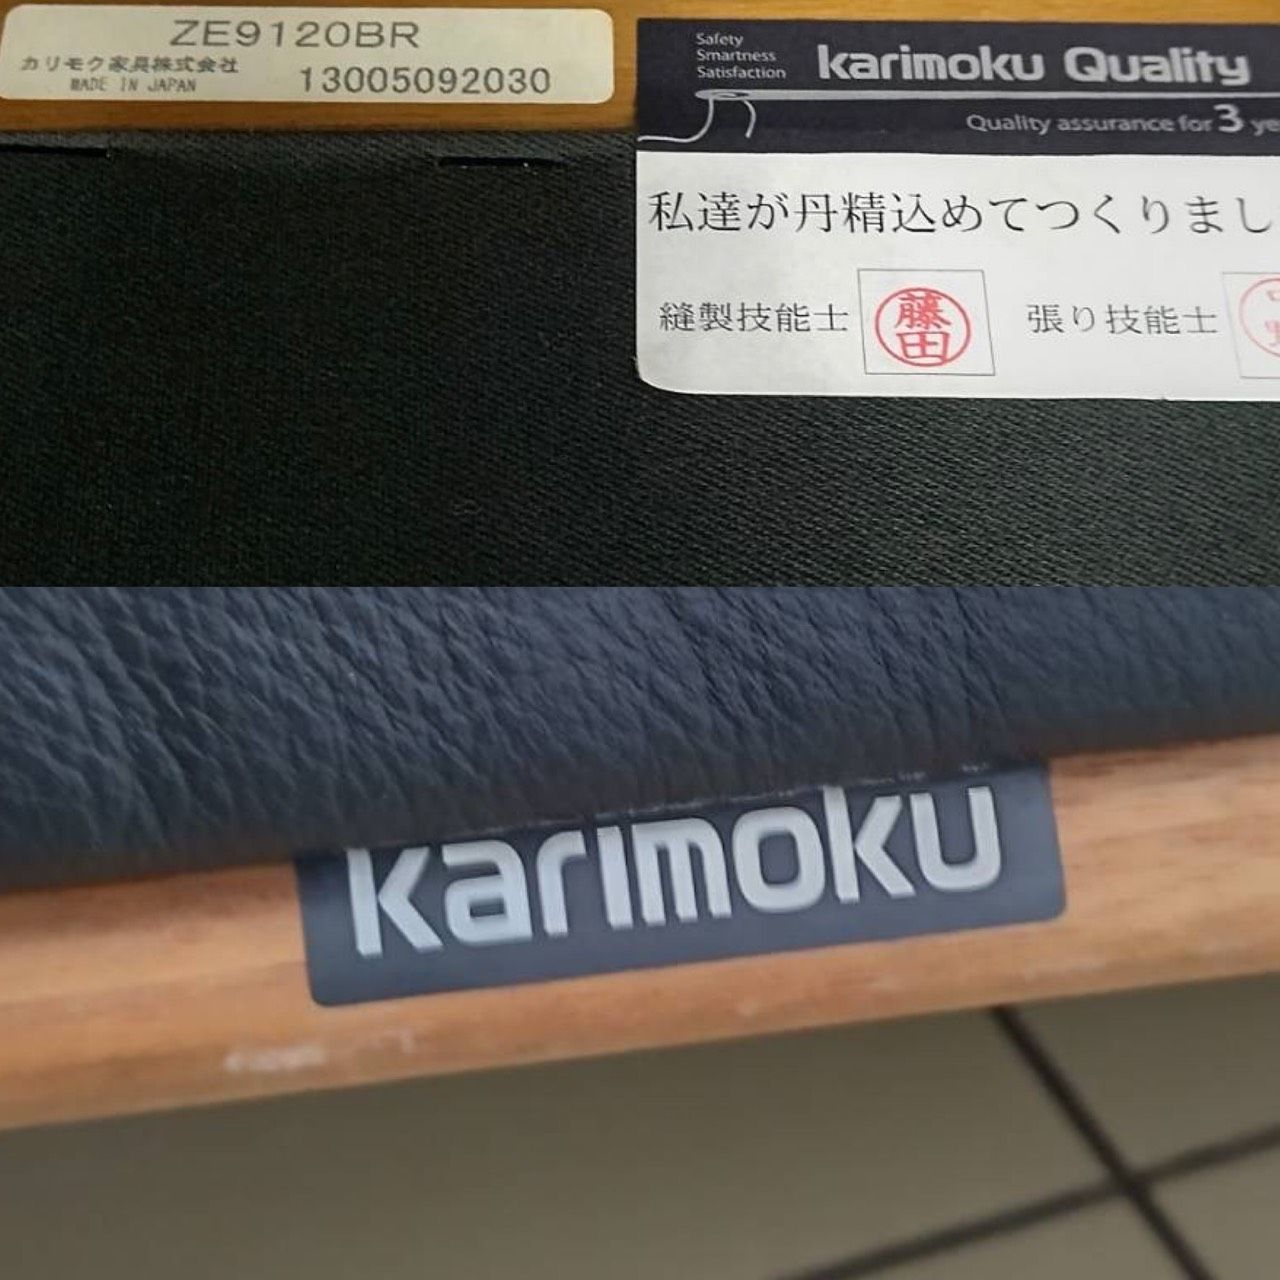 ZE9120BR
カリモク家具株式会社
MADE IN JAPAN
13005092030
Safety
Smartness
Satisfaction
karimoku Quality
Quality assurance for 3 ye
私達が丹精込めてつくりまし
縫製技能士
藤田
張り技能士
karimoku